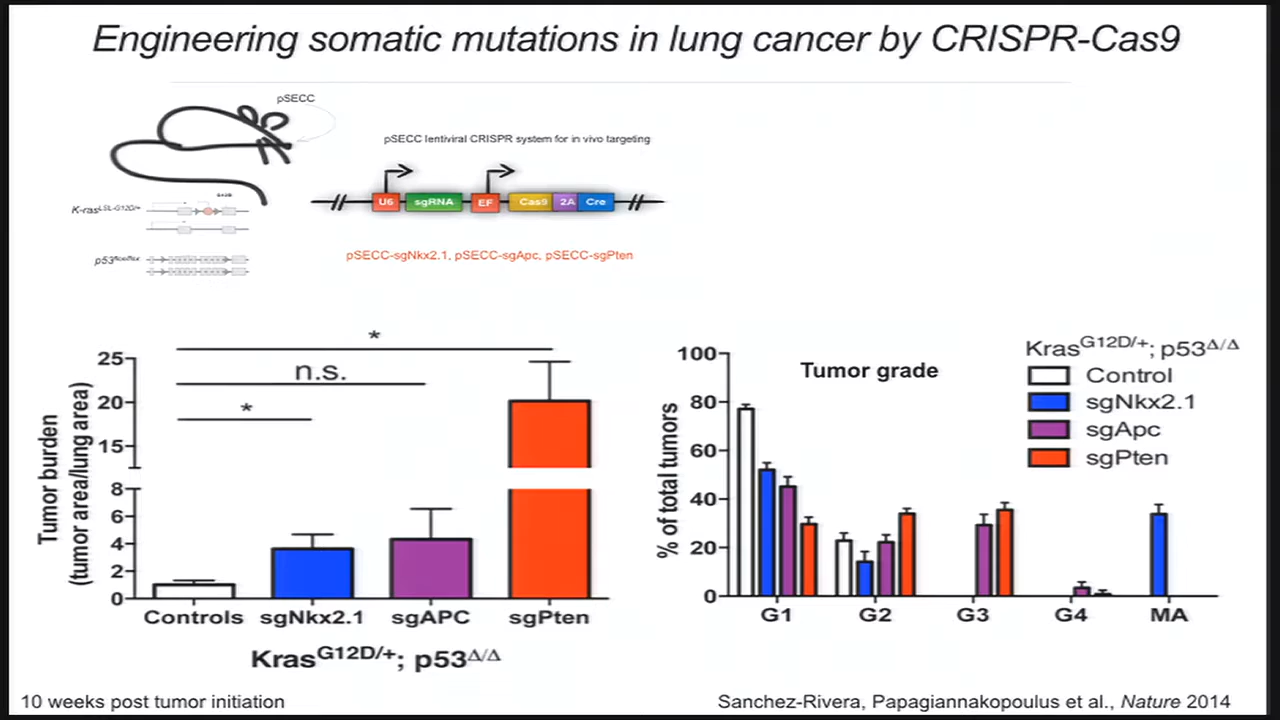 Engineering somatic mutations in lung cancer by CRISPR-Cas9
pSECC
pSECC lentiviral CRISPR system for in vivo targeting
U6 sgRNA EF Cas9 2A Cre
K-rasLSL-G12D/+
p53flox/flox
pSECC-sgNkx2.1, pSECC-sgApc, pSECC-sgPten
Tumor burden
(tumor area/lung area)
25
20
15
8
6
4
2
0
*
n.s.
*
Controls sgNkx2.1 sgAPC sgPten
KrasG12D/+; p53Δ/Δ
% of total tumors
100
80
60
40
20
0
Tumor grade
KrasG12D/+; p53Δ/Δ
Control
sgNkx2.1
sgApc
sgPten
G1 G2 G3 G4 MA
10 weeks post tumor initiation
Sanchez-Rivera, Papagiannakopoulus et al., Nature 2014